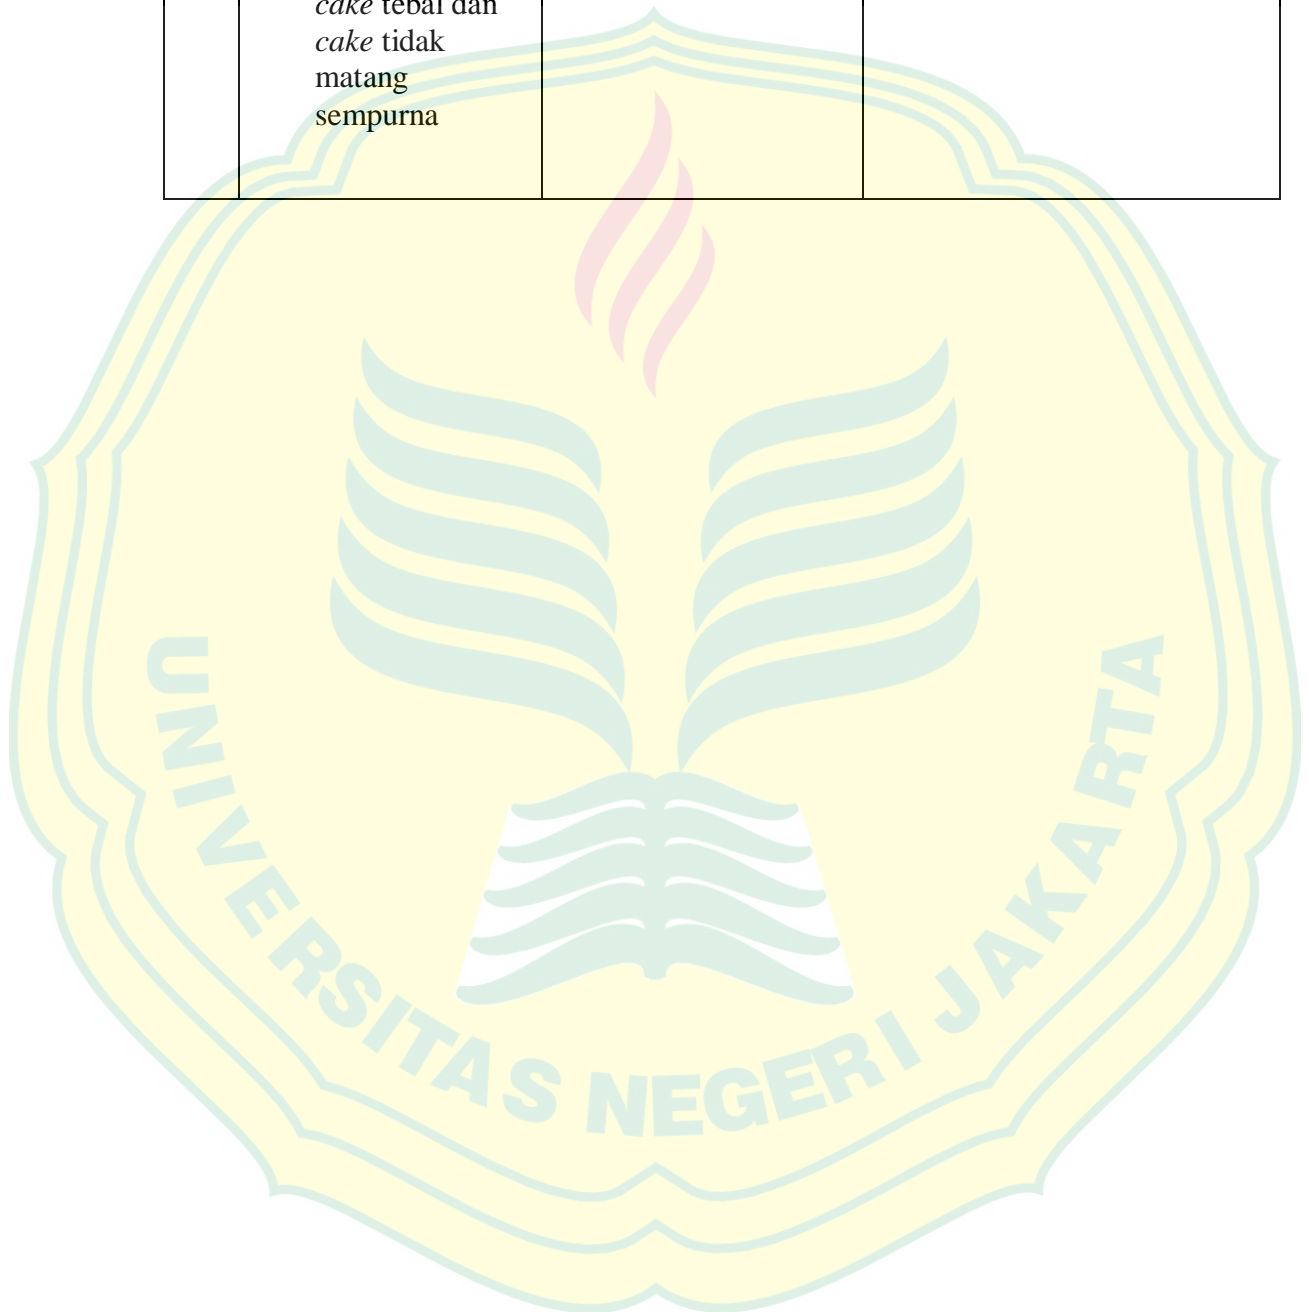 cake tebal dan
cake tidak
matang
sempurna
UNIVERSITAS NEGERI JAKARTA